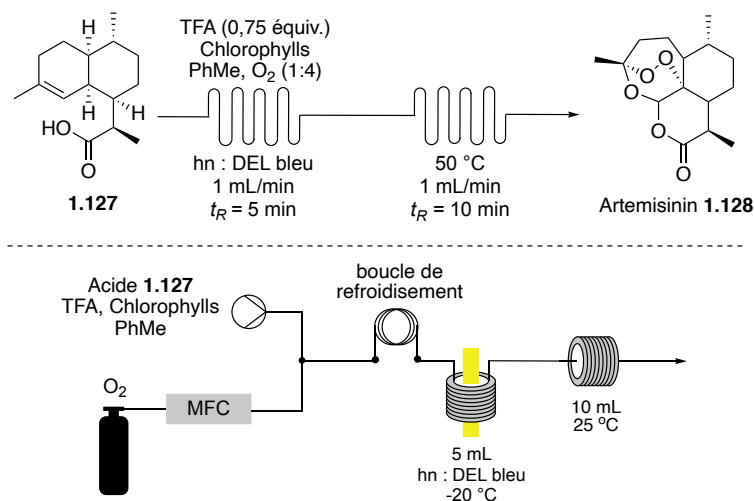 TFA (0,75 équiv.)
Chlorophylls
PhMe, O2 (1:4)
H
H
H
HO
O
1.127
hn : DEL bleu
1 mL/min
tR = 5 min
50 °C
1 mL/min
tR = 10 min
O
O
O
O
O
Artemisinin 1.128
Acide 1.127
TFA, Chlorophylls
PhMe
boucle de
refroidisement
O2
MFC
5 mL
hn : DEL bleu
-20 °C
10 mL
25 °C